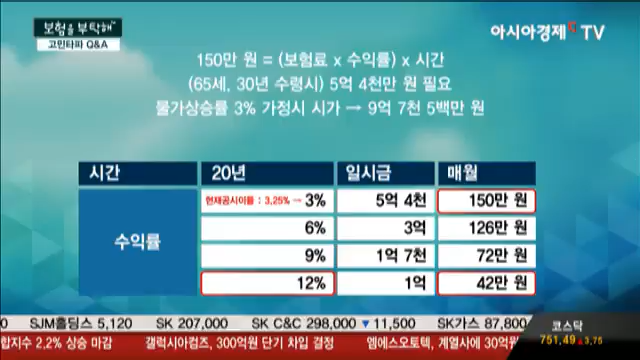 보험을 부탁해
고민타파 Q&A
아시아경제 TV
150만 원 = (보험료 x 수익률) x 시간
(65세, 30년 수령시) 5억 4천만 원 필요
물가상승률 3% 가정시 시가 → 9억 7천 5백만 원
시간 20년 일시금 매월
수익률
현재공시이율 : 3.25% → 3% 5억 4천 150만 원
6% 3억 126만 원
9% 1억 7천 72만 원
12% 1억 42만 원
0 SJM홀딩스 5,120 SK 207,000 SK C&C 298,000 ▼11,500 SK가스 87,800
코스닥
751.49 ▲3.75
합지수 2.2% 상승 마감 갤럭시아컴즈, 300억원 단기 차입 결정 엠에스오토텍, 계열사에 30억원